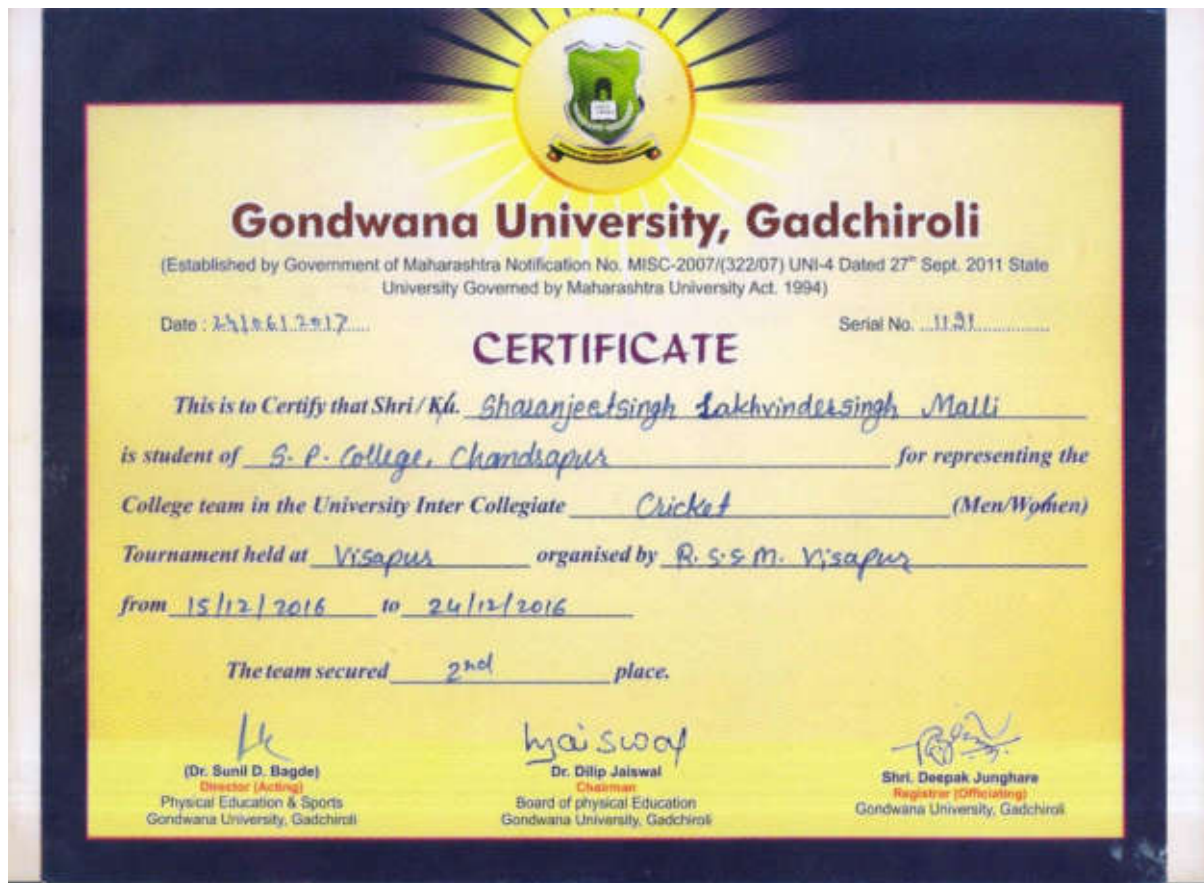 Gondwana University, Gadchiroli
(Established by Government of Maharashtra Notification No. MISC-2007/(322/07) UNI-4 Dated 27th Sept. 2011 State
University Governed by Maharashtra University Act. 1994)
Date : 24/06/2017 Serial No. 1191
CERTIFICATE
This is to Certify that Shri / Ku. Sharanjeetsingh Lakhvindersingh Malli
is student of S. P. College, Chandrapur for representing the
College team in the University Inter Collegiate Cricket (Men/Women)
Tournament held at Visapur organised by R. S. S M. Visapur
from 15/12/2016 to 24/12/2016
The team secured 2nd place.
(Dr. Sunil D. Bagde) Dr. Dilip Jaiswal Shri. Deepak Junghare
Director (Acting) Chairman Registrar (Officiating)
Physical Education & Sports Board of physical Education Gondwana University, Gadchiroli
Gondwana University, Gadchiroli Gondwana University, Gadchiroli